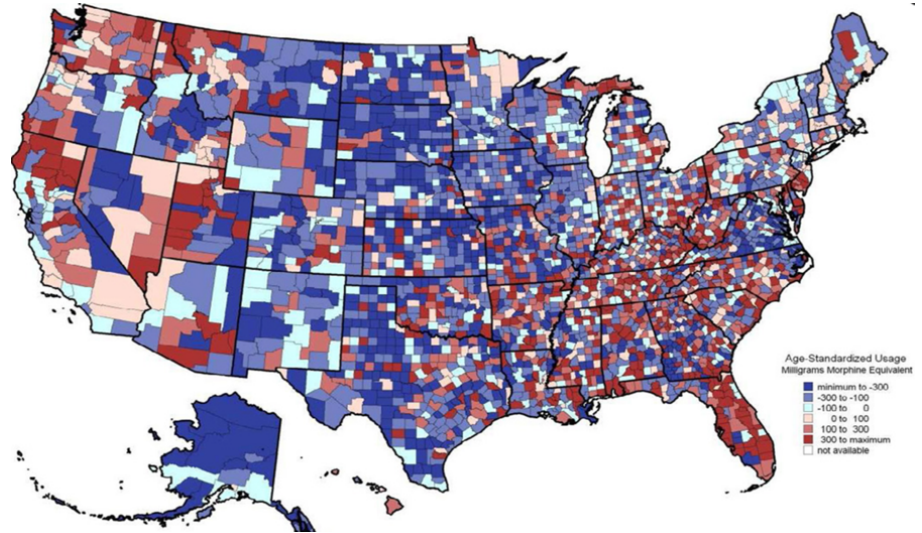 Age-Standardized Usage
Milligrams Morphine Equivalent
minimum to -300
-300 to -100
-100 to 0
0 to 100
100 to 300
300 to maximum
not available